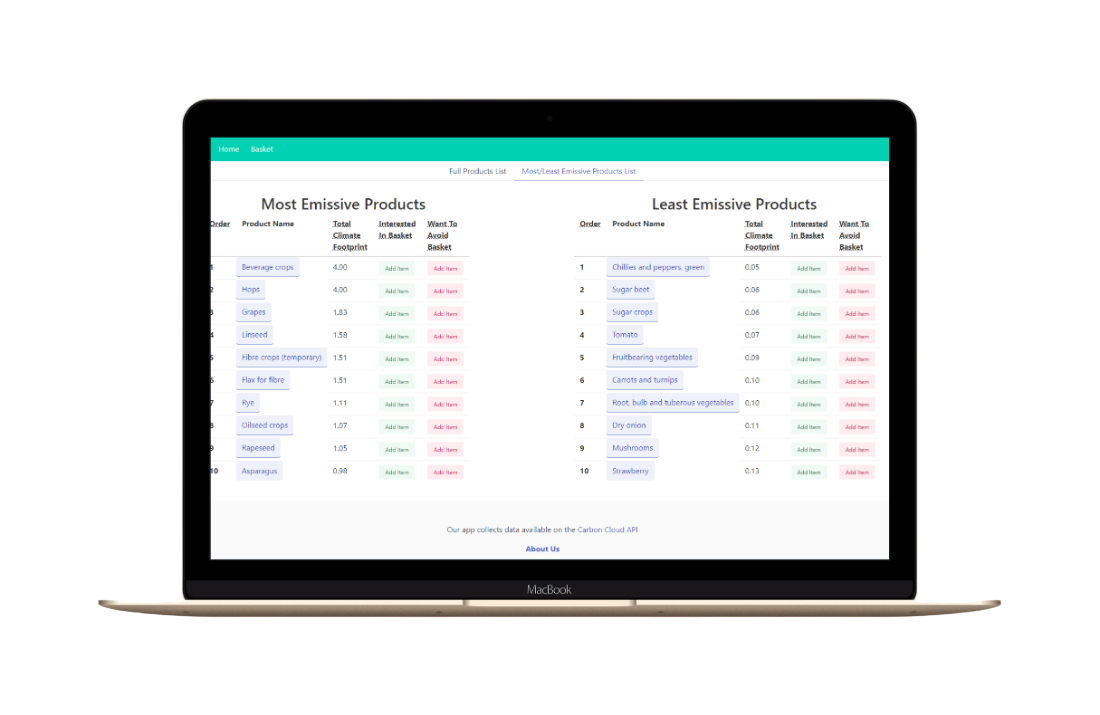 Home Basket
Full Products List Most/Least Emissive Products List
Most Emissive Products
Order Product Name Total Climate Footprint Interested In Basket Want To Avoid Basket
1 Beverage crops 4.00 Add Item Add Item
2 Hops 4.00 Add Item Add Item
3 Grapes 1.83 Add Item Add Item
4 Linseed 1.58 Add Item Add Item
5 Fibre crops (temporary) 1.51 Add Item Add Item
6 Flax for fibre 1.51 Add Item Add Item
7 Rye 1.11 Add Item Add Item
8 Oilseed crops 1.07 Add Item Add Item
9 Rapeseed 1.05 Add Item Add Item
10 Asparagus 0.98 Add Item Add Item
Least Emissive Products
Order Product Name Total Climate Footprint Interested In Basket Want To Avoid Basket
1 Chillies and peppers, green 0.05 Add Item Add Item
2 Sugar beet 0.06 Add Item Add Item
3 Sugar crops 0.06 Add Item Add Item
4 Tomato 0.07 Add Item Add Item
5 Fruitbearing vegetables 0.09 Add Item Add Item
6 Carrots and turnips 0.10 Add Item Add Item
7 Root, bulb and tuberous vegetables 0.10 Add Item Add Item
8 Dry onion 0.11 Add Item Add Item
9 Mushrooms 0.12 Add Item Add Item
10 Strawberry 0.13 Add Item Add Item
Our app collects data available on the Carbon Cloud API
About Us
MacBook